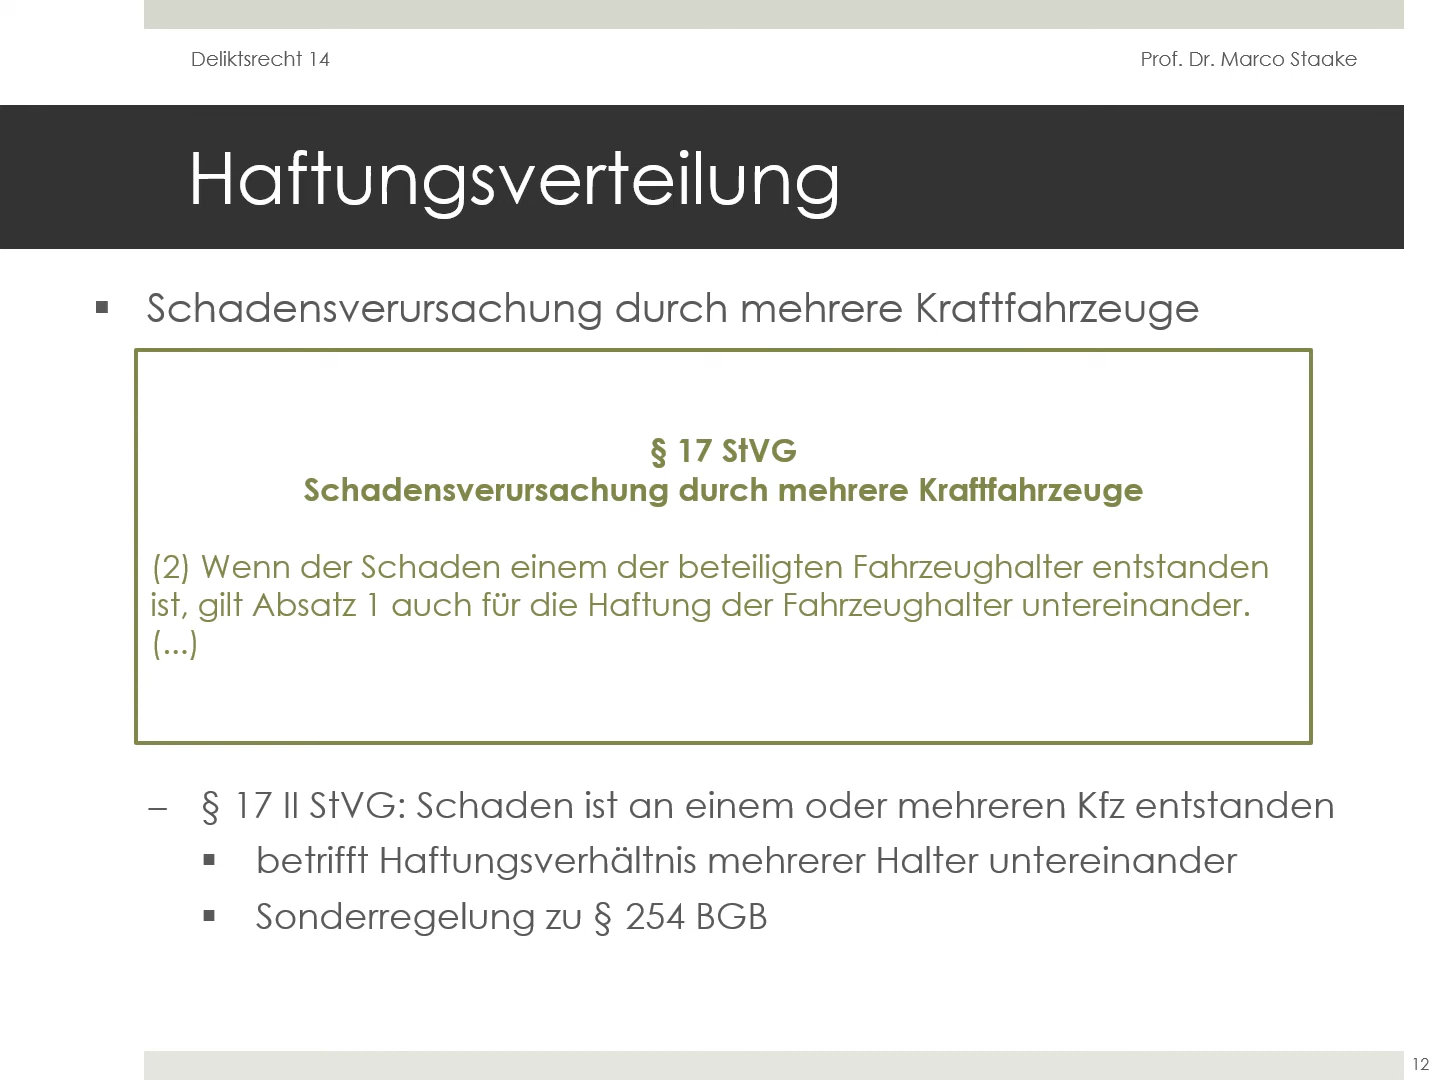 Deliktsrecht 14
Prof. Dr. Marco Staake
Haftungsverteilung
▪ Schadensverursachung durch mehrere Kraftfahrzeuge
§ 17 StVG
Schadensverursachung durch mehrere Kraftfahrzeuge
(2) Wenn der Schaden einem der beteiligten Fahrzeughalter entstanden
ist, gilt Absatz 1 auch für die Haftung der Fahrzeughalter untereinander.
(...)
– § 17 II StVG: Schaden ist an einem oder mehreren Kfz entstanden
▪ betrifft Haftungsverhältnis mehrerer Halter untereinander
▪ Sonderregelung zu § 254 BGB
12